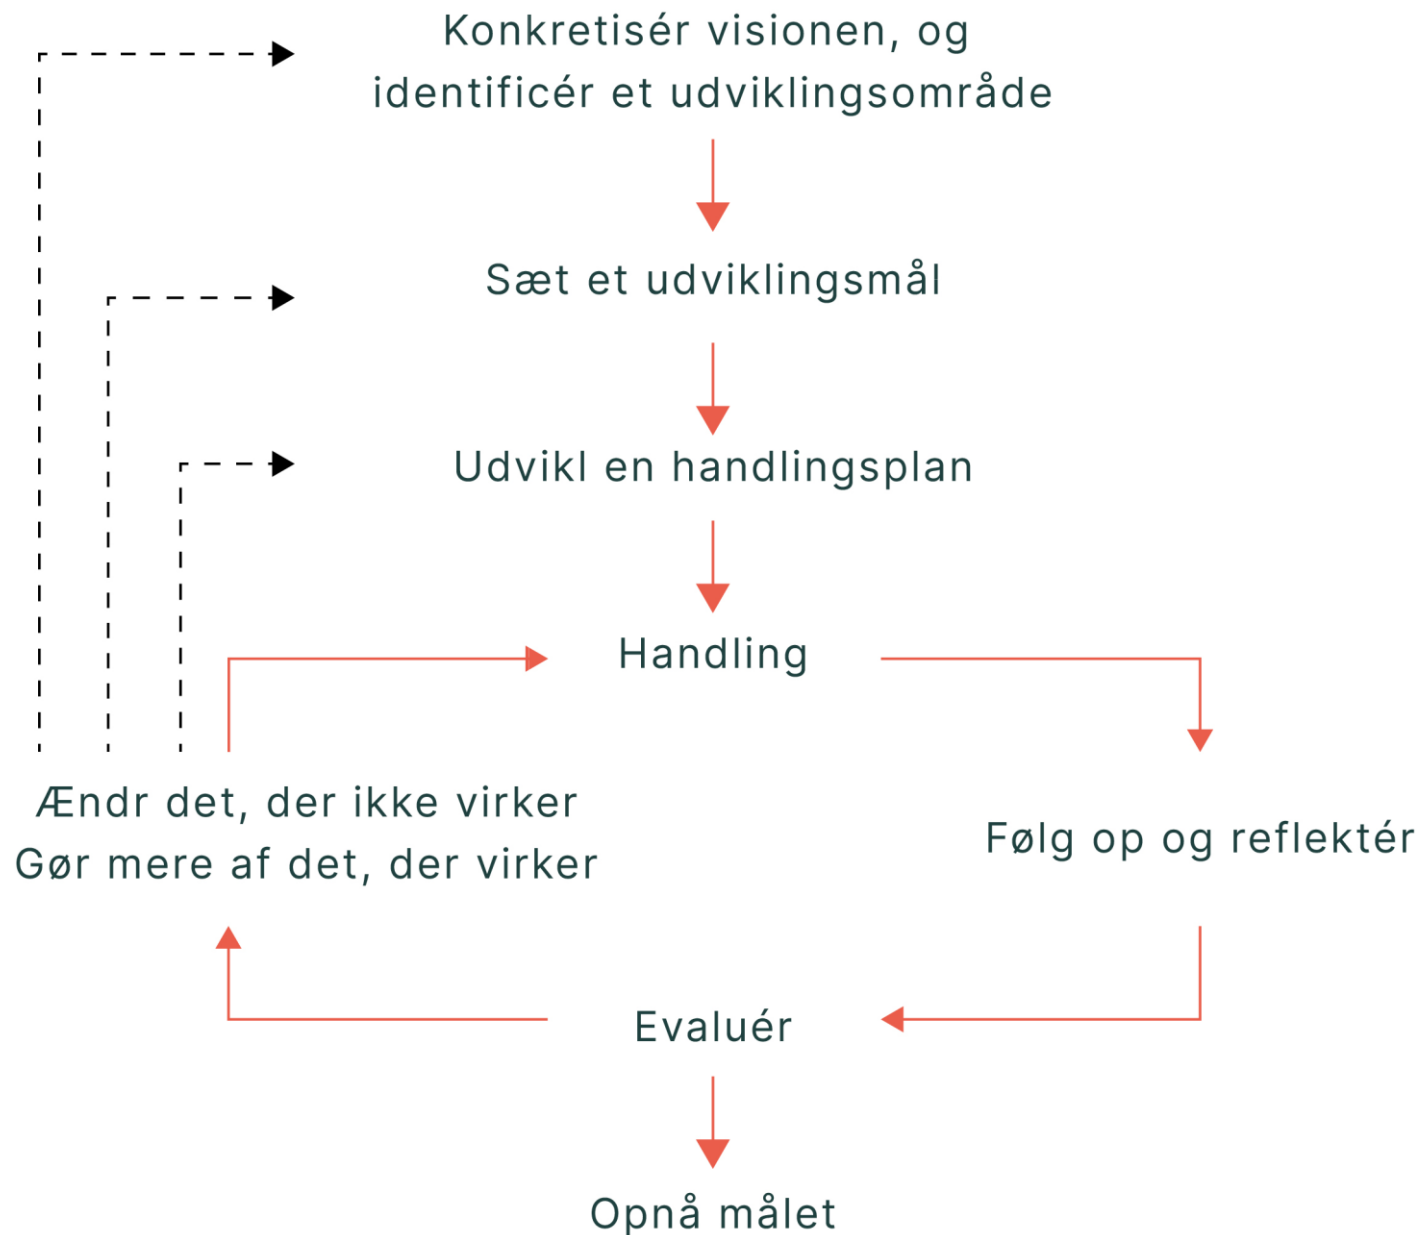 Konkretisér visionen, og
identificér et udviklingsområde
Sæt et udviklingsmål
Udvikl en handlingsplan
Handling
Ændr det, der ikke virker
Gør mere af det, der virker
Følg op og reflektér
Evaluér
Opnå målet